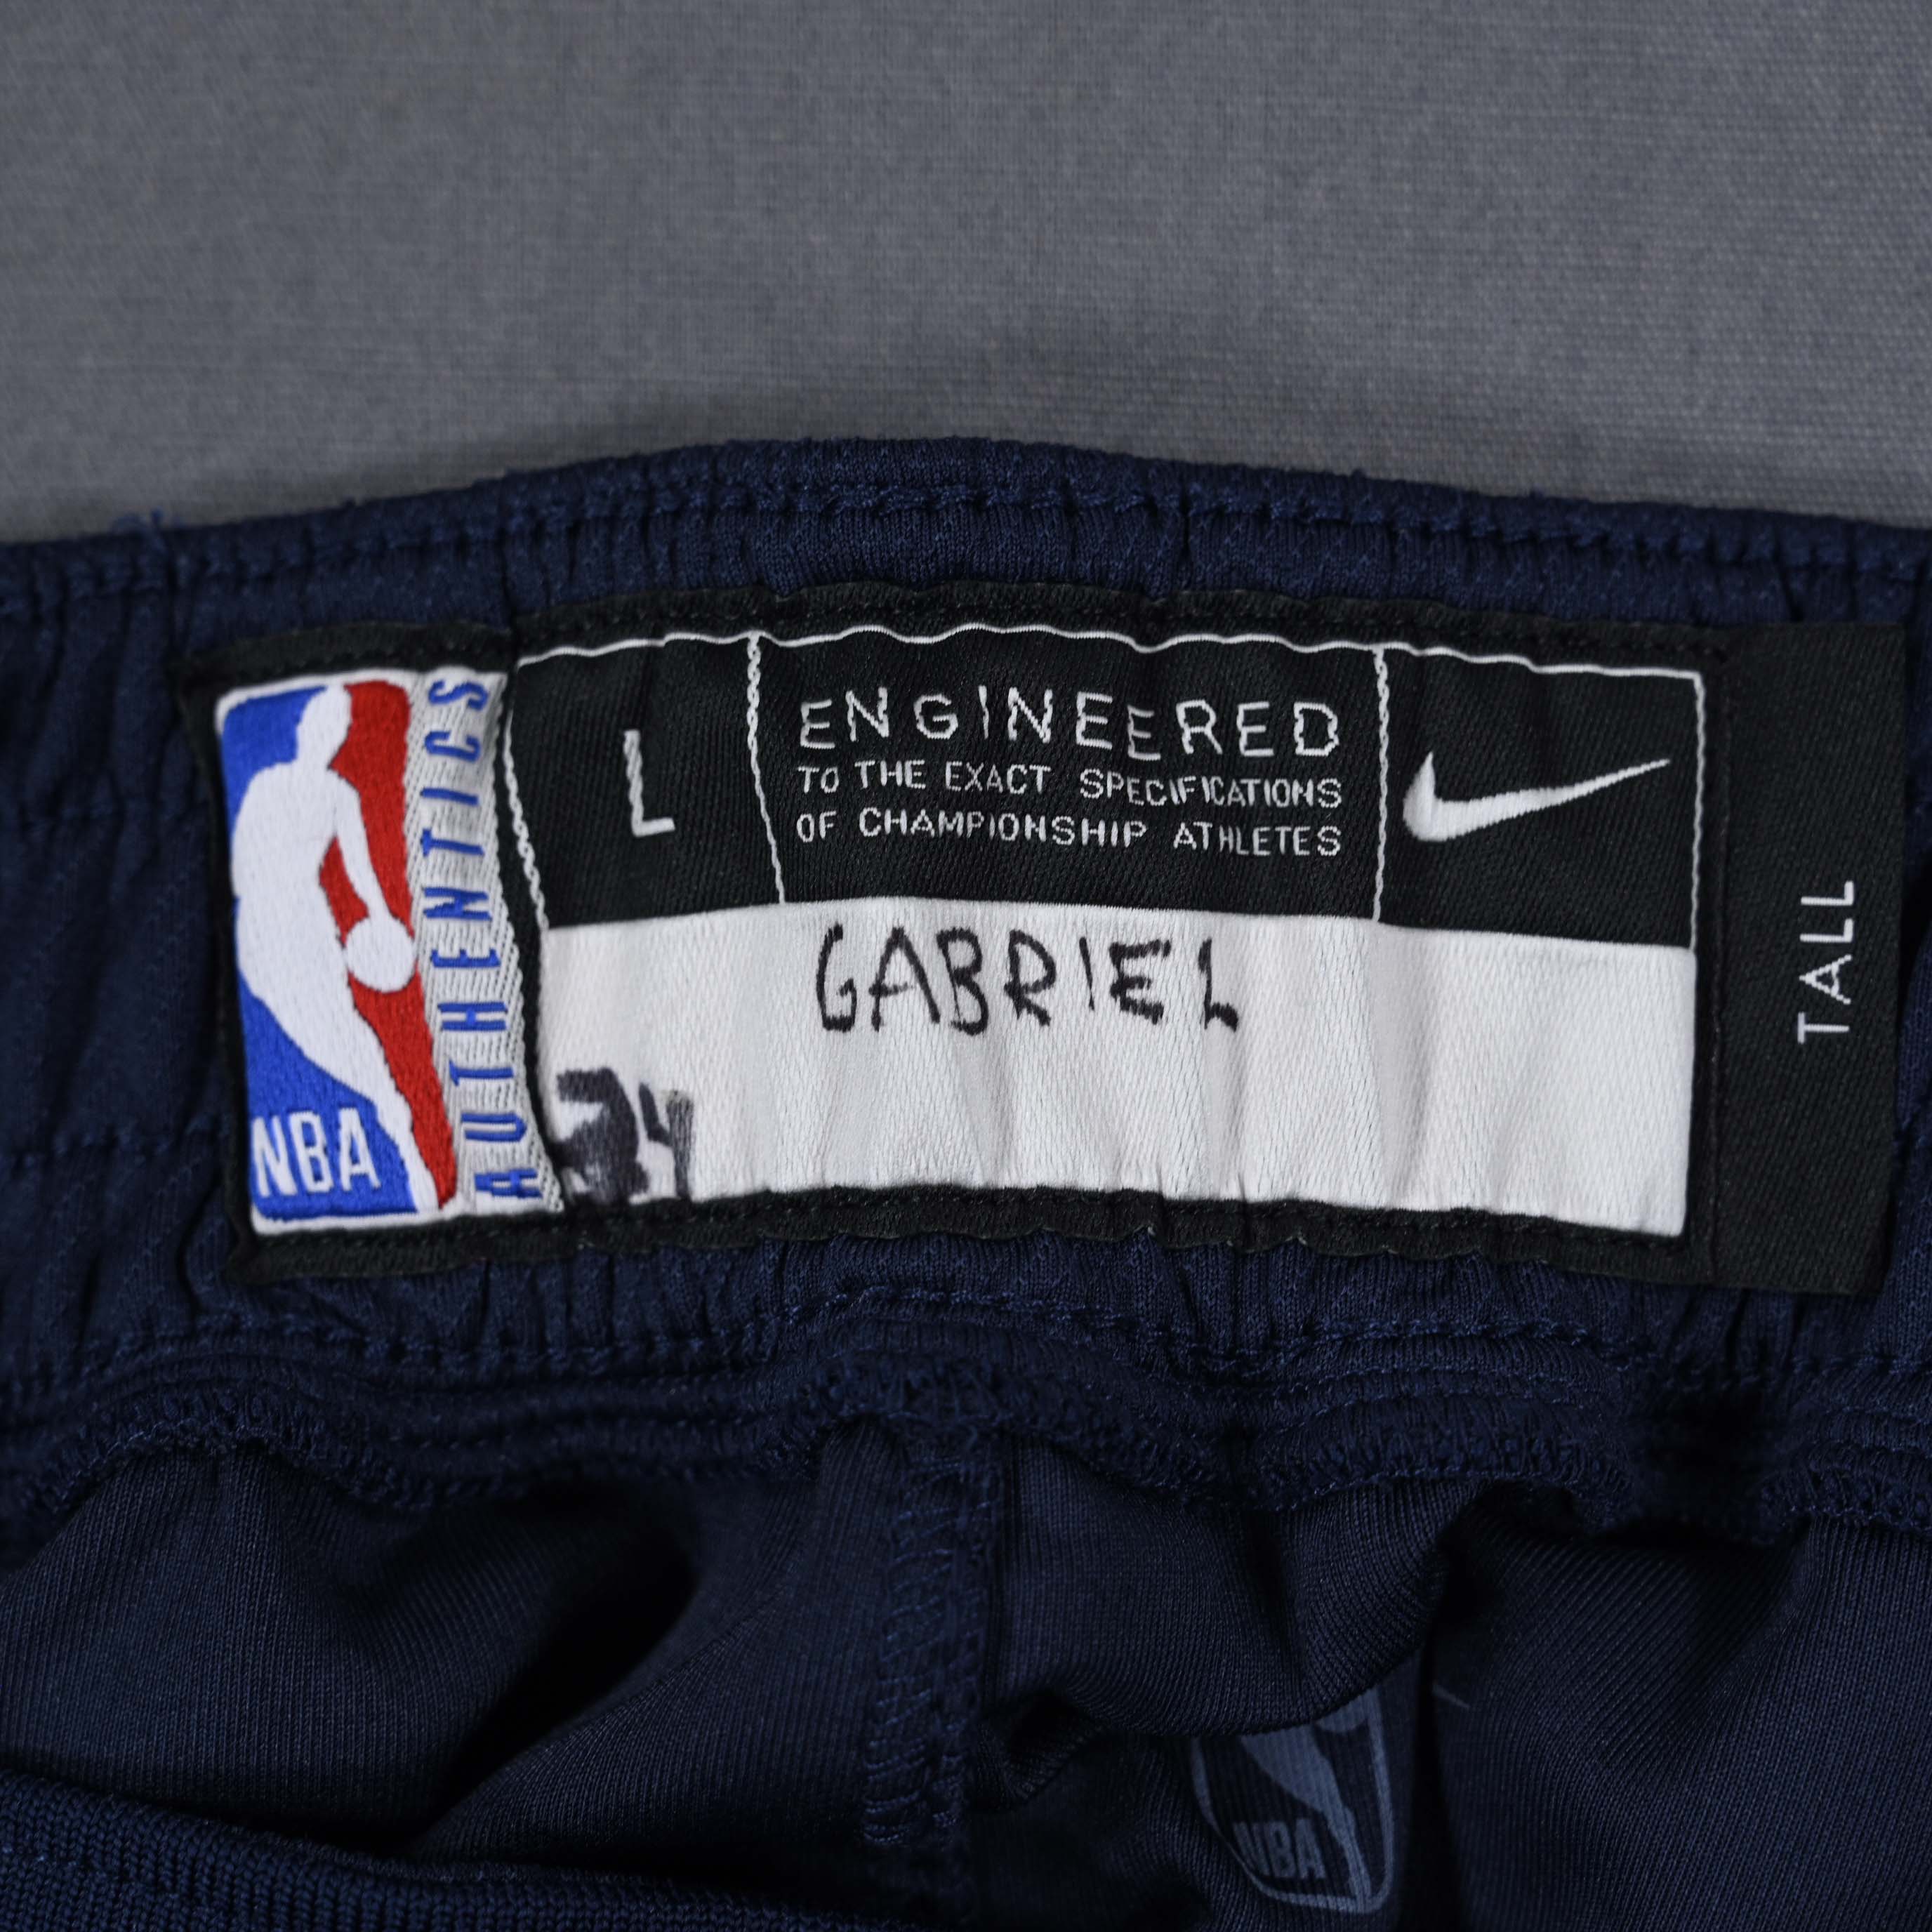 NBA
AUTHENTICS
L
ENGINEERED
TO THE EXACT SPECIFICATIONS
OF CHAMPIONSHIP ATHLETES
GABRIEL
TALL
NBA